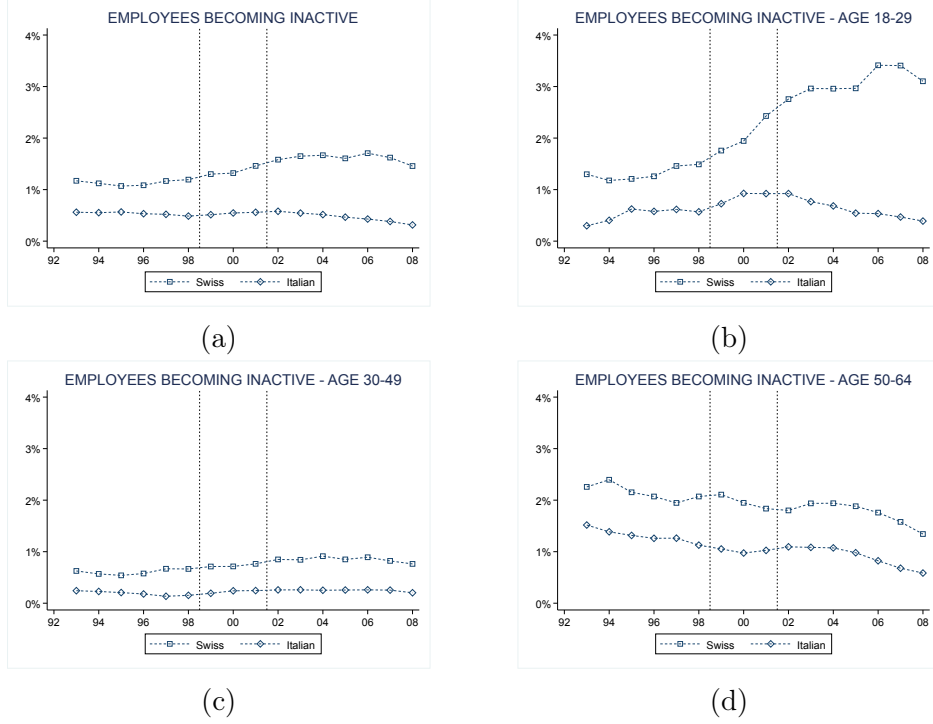 EMPLOYEES BECOMING INACTIVE
4%
3%
2%
1%
0%
92 94 96 98 00 02 04 06 08
Swiss Italian
(a)
EMPLOYEES BECOMING INACTIVE - AGE 18-29
4%
3%
2%
1%
0%
92 94 96 98 00 02 04 06 08
Swiss Italian
(b)
EMPLOYEES BECOMING INACTIVE - AGE 30-49
4%
3%
2%
1%
0%
92 94 96 98 00 02 04 06 08
Swiss Italian
(c)
EMPLOYEES BECOMING INACTIVE - AGE 50-64
4%
3%
2%
1%
0%
92 94 96 98 00 02 04 06 08
Swiss Italian
(d)